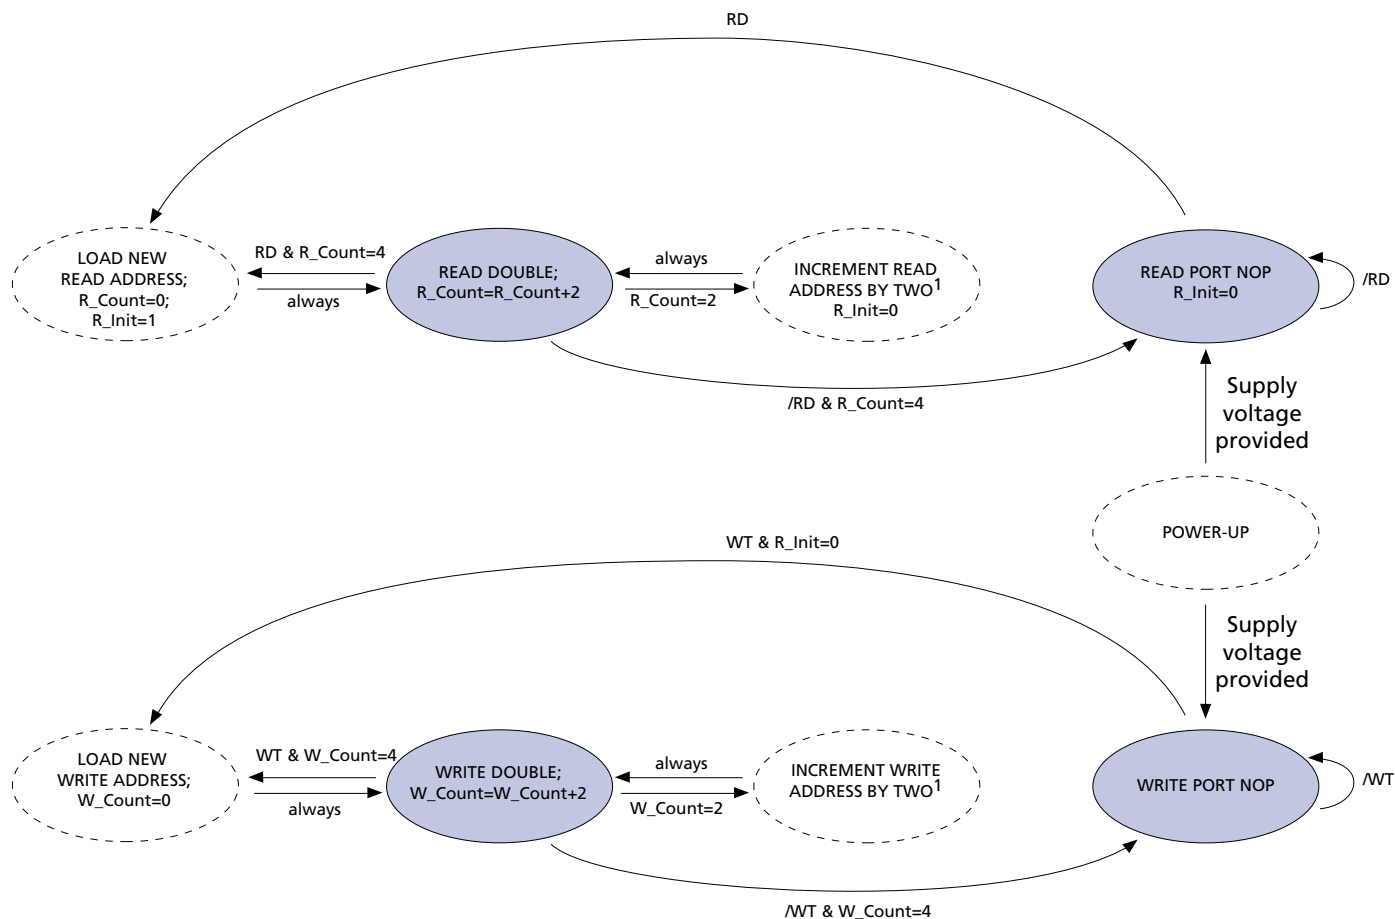 RD
LOAD NEW
READ ADDRESS;
R_Count=0;
R_Init=1
RD & R_Count=4
always
READ DOUBLE;
R_Count=R_Count+2
always
R_Count=2
INCREMENT READ
ADDRESS BY TWO1
R_Init=0
READ PORT NOP
R_Init=0
/RD
/RD & R_Count=4
Supply
voltage
provided
POWER-UP
WT & R_Init=0
Supply
voltage
provided
LOAD NEW
WRITE ADDRESS;
W_Count=0
WT & W_Count=4
always
WRITE DOUBLE;
W_Count=W_Count+2
always
W_Count=2
INCREMENT WRITE
ADDRESS BY TWO1
WRITE PORT NOP
/WT
/WT & W_Count=4